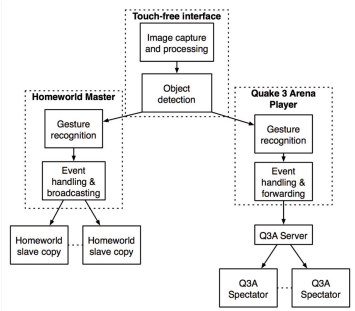 Touch-free interface
Image capture
and processing
Object
detection
Homeworld Master
Gesture
recognition
Event
handling &
broadcasting
Homeworld
slave copy
Homeworld
slave copy
Quake 3 Arena
Player
Gesture
recognition
Event
handling &
forwarding
Q3A Server
Q3A
Spectator
Q3A
Spectator